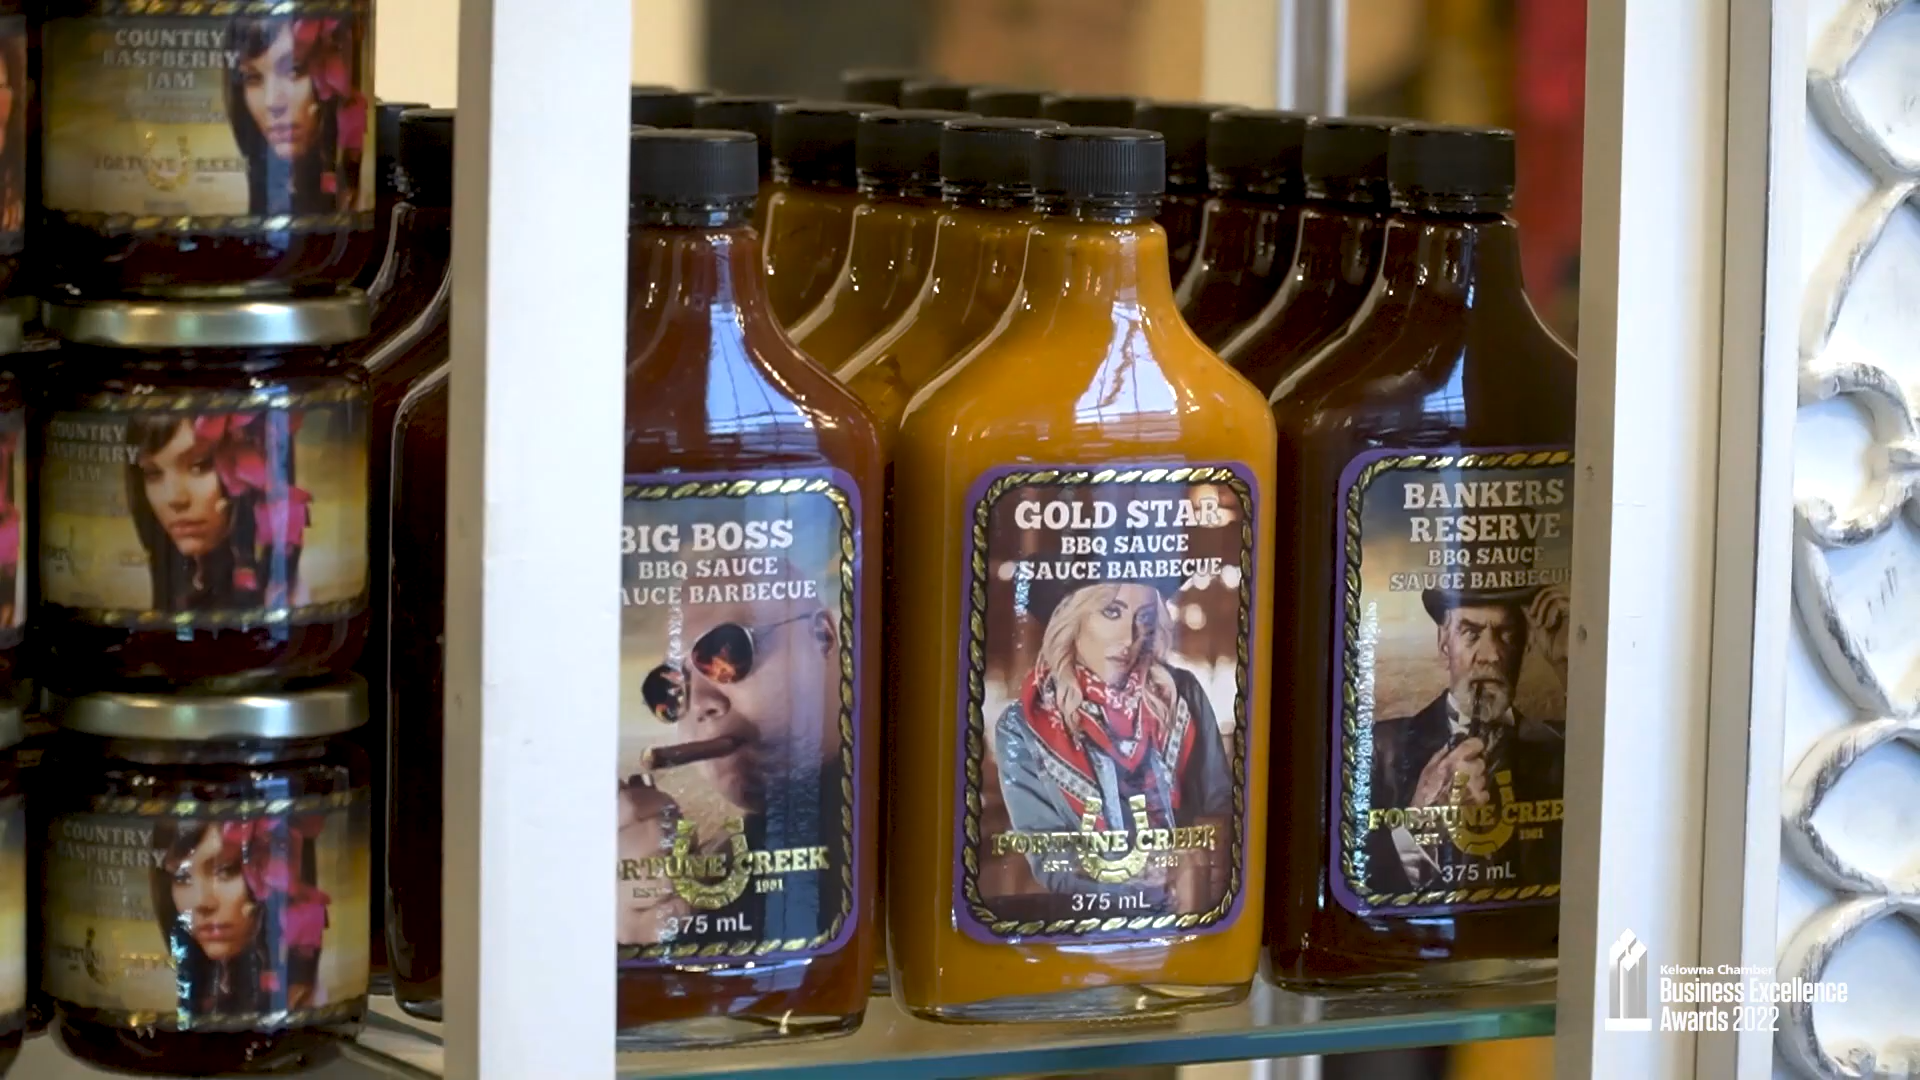 COUNTRY
RASPBERRY
JAM
FORTUNE CREEK
COUNTRY
RASPBERRY
JAM
COUNTRY
RASPBERRY
JAM
BIG BOSS
BBQ SAUCE
SAUCE BARBECUE
FORTUNE CREEK
EST. 1981
375 mL
GOLD STAR
BBQ SAUCE
SAUCE BARBECUE
FORTUNE CREEK
EST. 1981
375 mL
BANKERS
RESERVE
BBQ SAUCE
SAUCE BARBECUE
FORTUNE CREEK
EST. 1981
375 mL
Kelowna Chamber
Business Excellence
Awards 2022